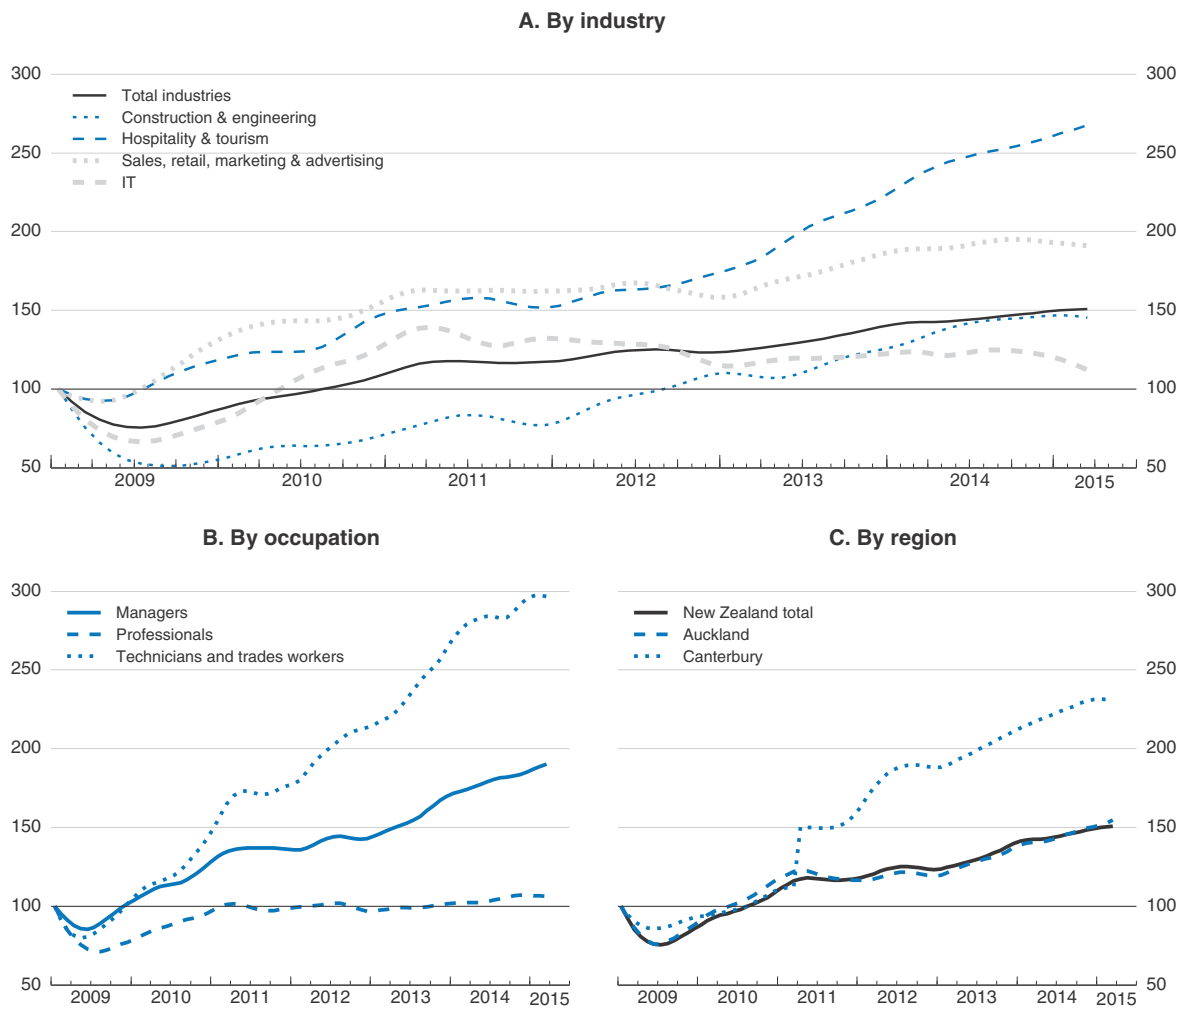 A. By industry
300 300
Total industries
Construction & engineering
Hospitality & tourism
250 250
Sales, retail, marketing & advertising
IT
200 200
150 150
100 100
50 50
2009 2010 2011 2012 2013 2014 2015
B. By occupation
C. By region
300 300
Managers
Professionals
Technicians and trades workers
New Zealand total
Auckland
Canterbury
250 250
200 200
150 150
100 100
50 50
2009 2010 2011 2012 2013 2014 2015
2009 2010 2011 2012 2013 2014 2015